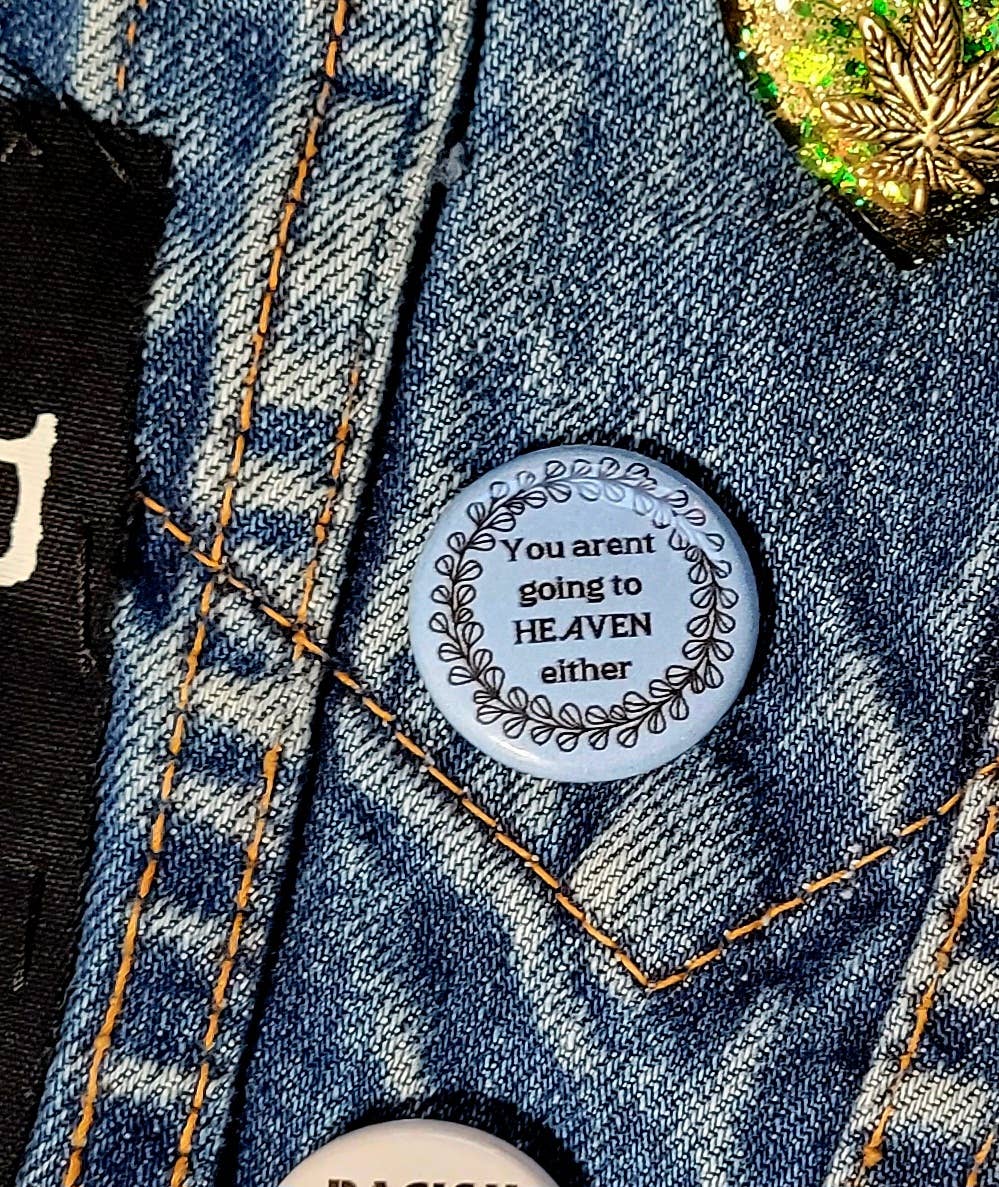 You arent
going to
HEAVEN
either